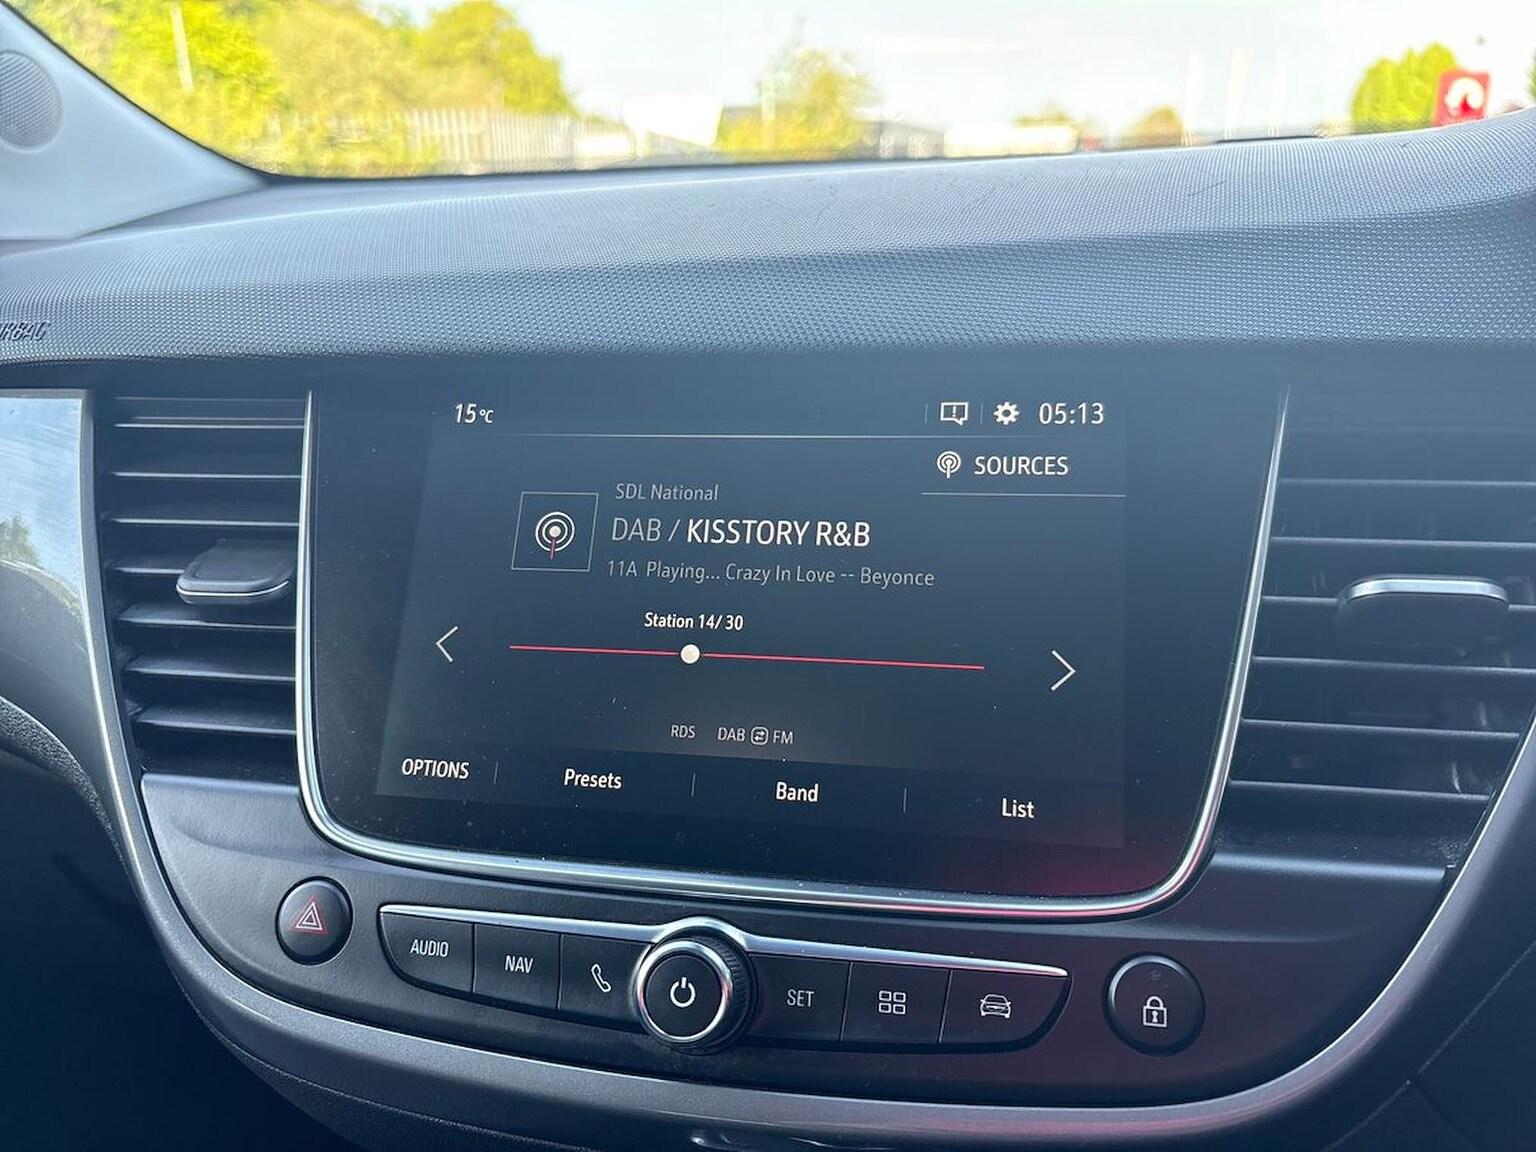 15°C 05:13
SOURCES
SDL National
DAB / KISSTORY R&B
11A Playing... Crazy In Love -- Beyonce
Station 14/ 30
RDS DAB FM
OPTIONS Presets Band List
AUDIO NAV SET